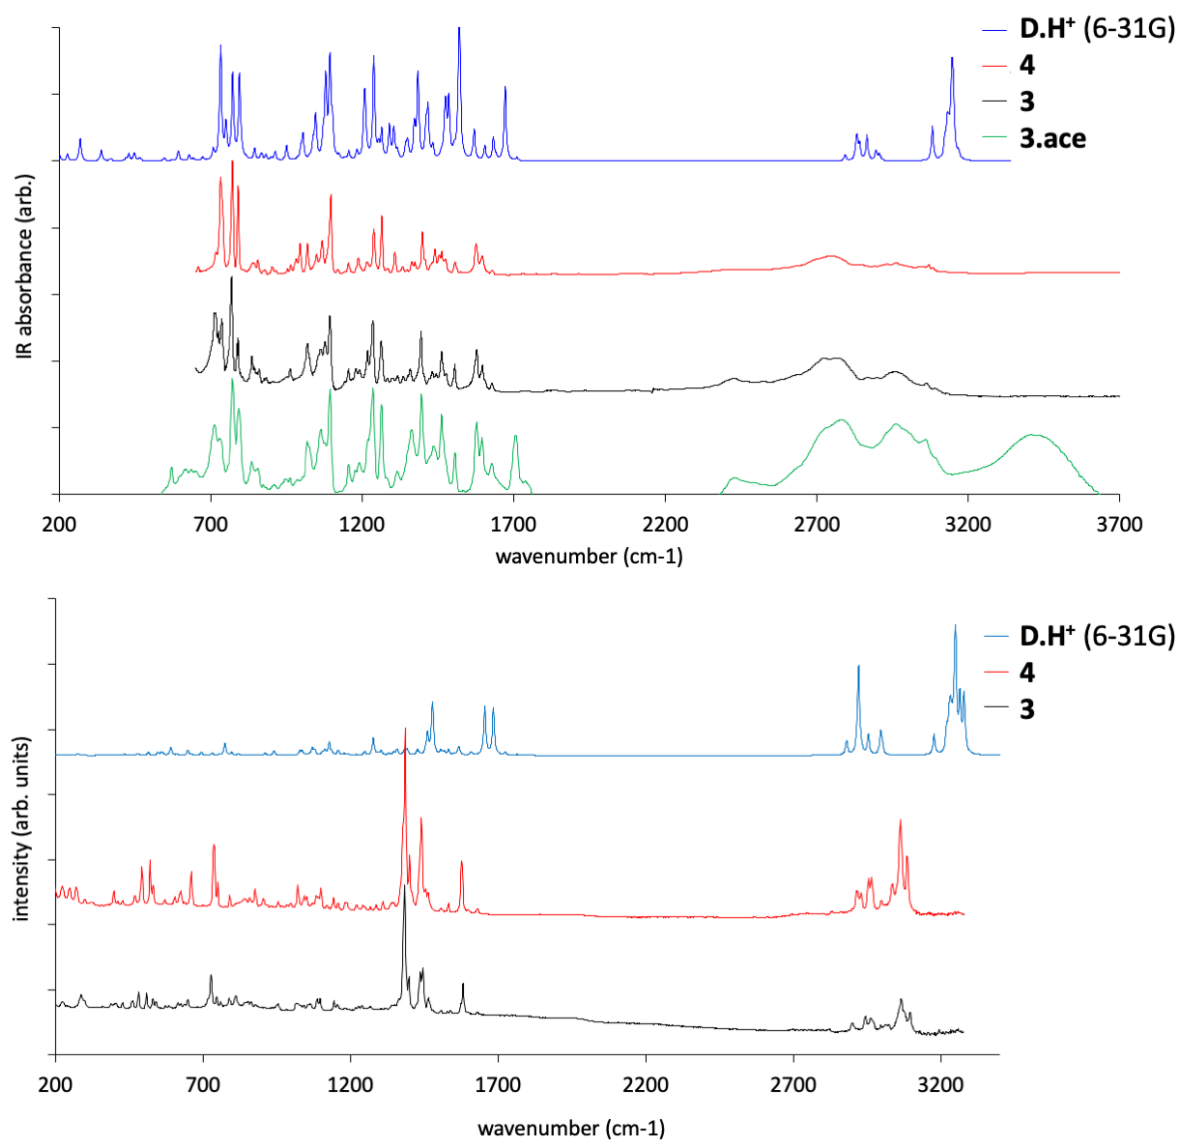 D.H+ (6-31G)
4
3
3.ace
IR absorbance (arb.)
200 700 1200 1700 2200 2700 3200 3700
wavenumber (cm-1)
D.H+ (6-31G)
4
3
intensity (arb. units)
200 700 1200 1700 2200 2700 3200
wavenumber (cm-1)